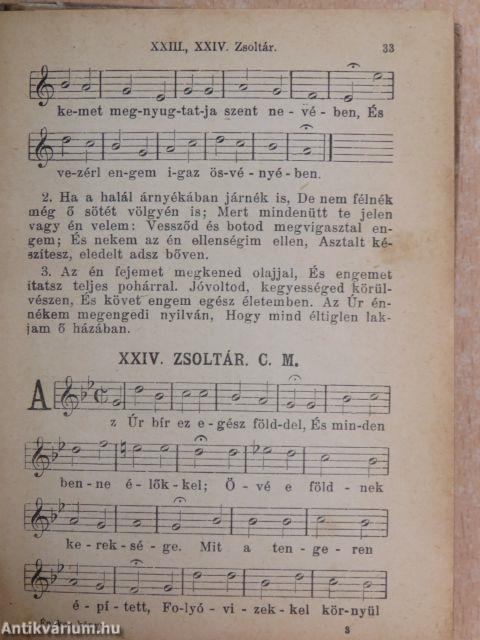 XXIII., XXIV. Zsoltár. 33
ke-met meg-nyug-tat-ja szent ne - vé - ben, És
ve-zérl en-gem i-gaz ös-vé - nyé - ben.
2. Ha a halál árnyékában járnék is, De nem félnék
még ő sötét völgyén is; Mert mindenütt te jelen
vagy én velem: Vessződ és botod megvigasztal en-
gem; És nekem az én ellenségim ellen, Asztalt ké-
szítesz, eledelt adsz bőven.
3. Az én fejemet megkened olajjal, És engemet
itatsz teljes pohárral. Jóvoltod, kegyességed körül-
vészen, És követ engem egész életemben. Az Úr én-
nékem megengedi nyilván, Hogy mind éltiglen lak-
jam ő házában.
XXIV. ZSOLTÁR. C. M.
A
z Úr bír ez e - gész föld-del, És min-den
ben - ne é - lők - kel; Ö - vé e föld - nek
ke - rek - sé - ge. Mit a ten - ge - ren
é - pí - tett, Fo-lyó - vi - zek - kel kör-nyül
3
Antikvárium.hu